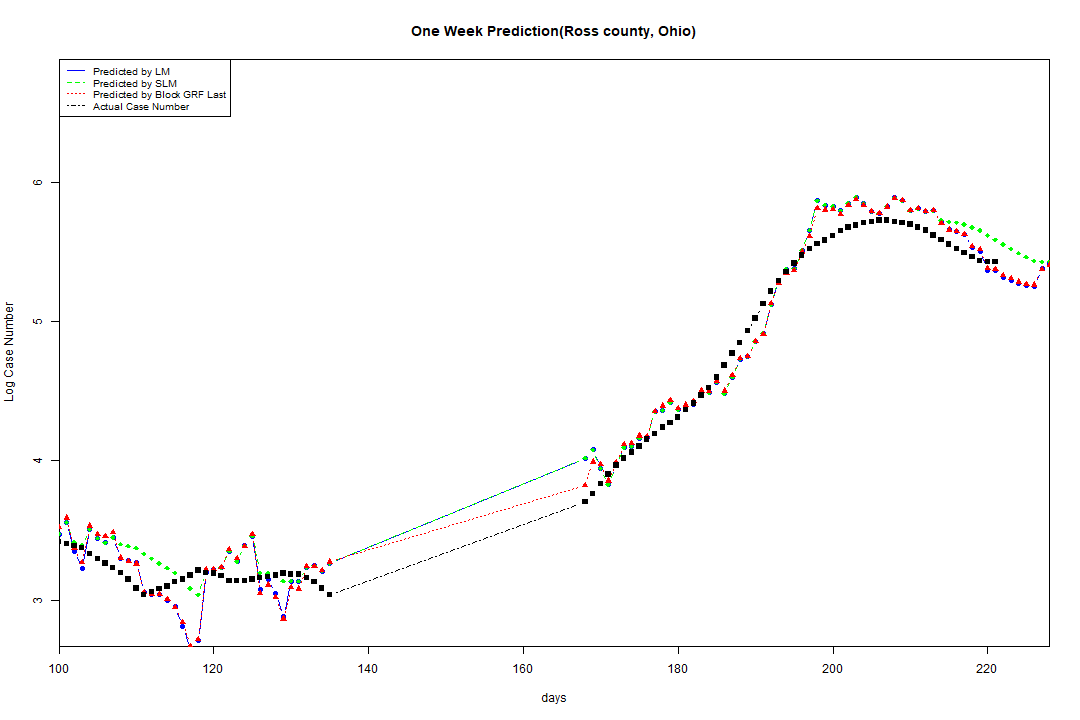 One Week Prediction(Ross county, Ohio)
Predicted by LM
Predicted by SLM
Predicted by Block GRF Last
Actual Case Number
Log Case Number
6
5
4
3
100 120 140 160 180 200 220
days